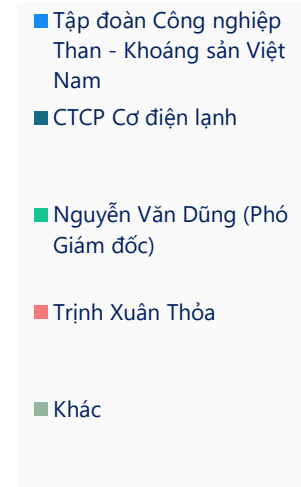 Tập đoàn Công nghiệp
Than - Khoáng sản Việt
Nam
CTCP Cơ điện lạnh
Nguyễn Văn Dũng (Phó
Giám đốc)
Trịnh Xuân Thỏa
Khác